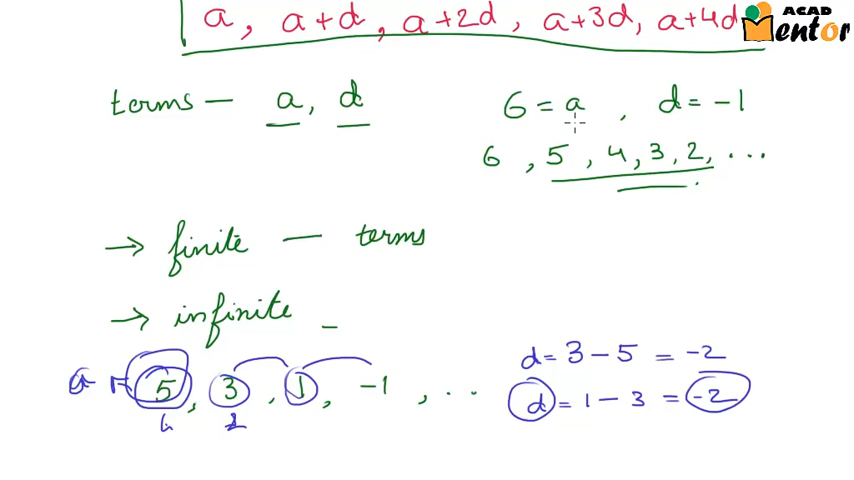 a, a+d, a+2d, a+3d, a+4d
ACAD
mentor
terms — a, d
6 = a, d = -1
6, 5, 4, 3, 2, ...
→ finite — terms
→ infinite _
d = 3 - 5 = -2
5, 3, 1, -1, ...
d = 1 - 3 = -2